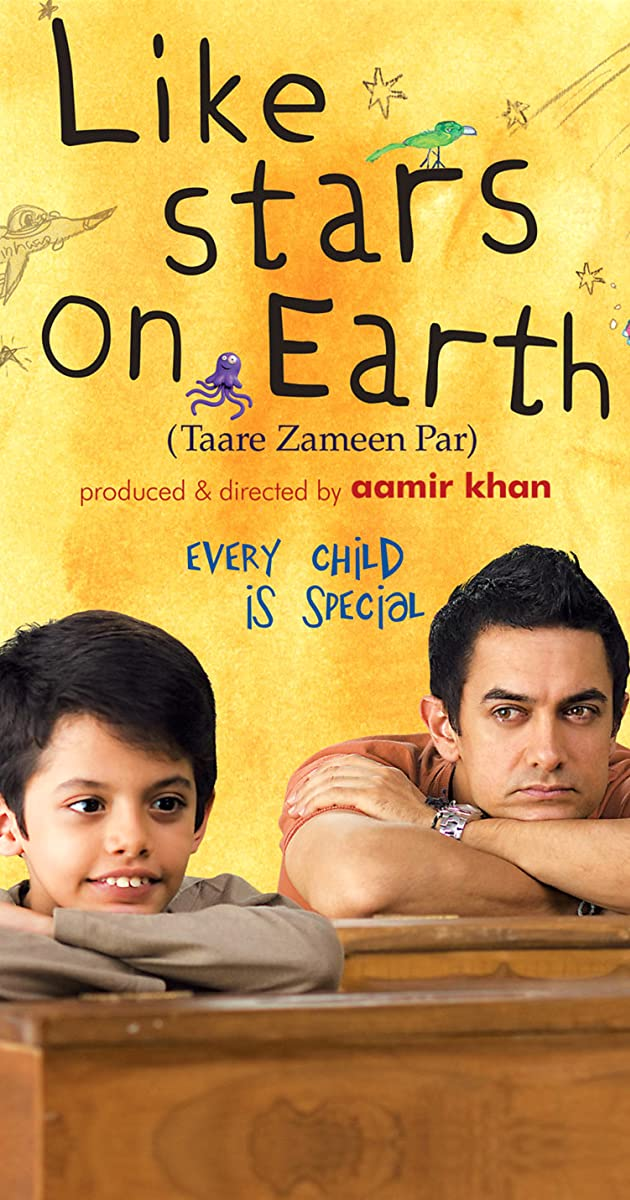 Like
stars
on Earth
(Taare Zameen Par)
produced & directed by aamir khan
EVERY CHiLD
iS SPECiaL